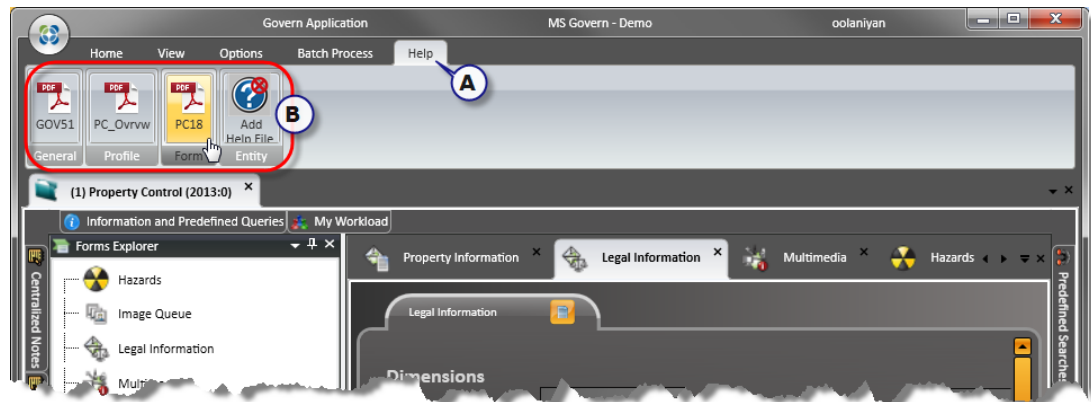 Govern Application MS Govern - Demo oolaniyan
Home View Options Batch Process Help
A
B
PDF PDF PDF
GOV51 PC_Ovrvw PC18 Add
Help File
General Profile Form Entity
(1) Property Control (2013:0)
Information and Predefined Queries My Workload
Forms Explorer
Property Information Legal Information Multimedia Hazards
Hazards
Image Queue
Legal Information
Legal Information
Dimensions
Centralized Notes
Predefined Searches